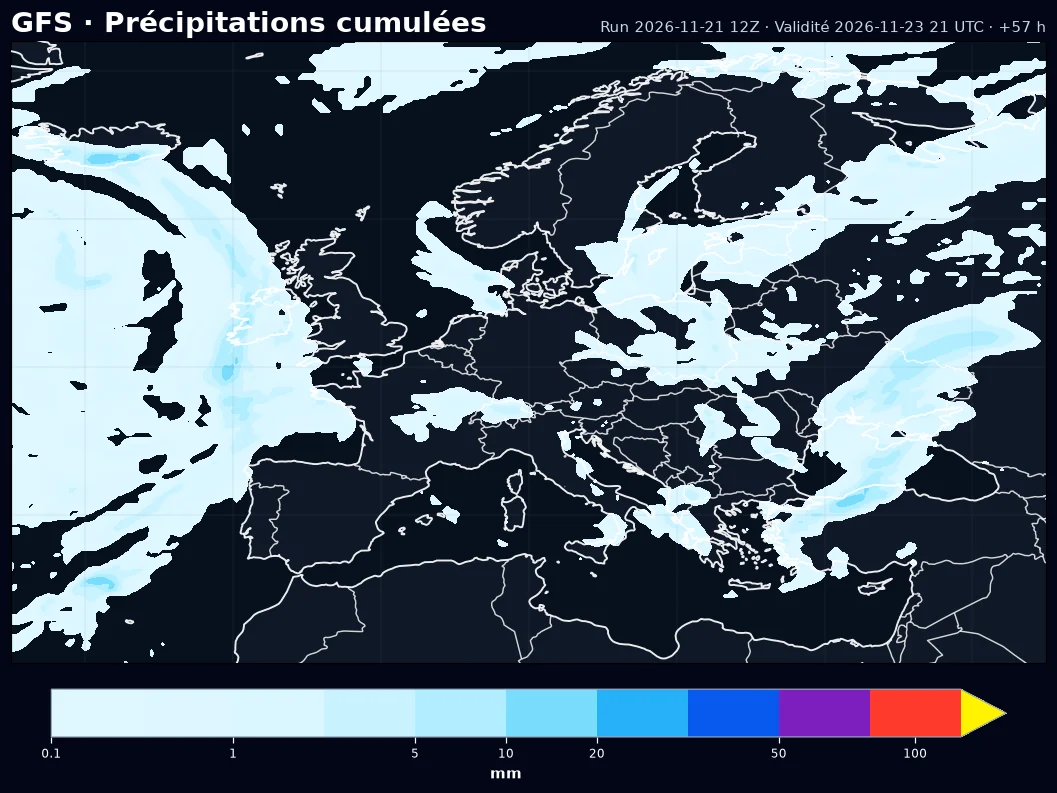 GFS · Précipitations cumulées
Run 2026-11-21 12Z · Validité 2026-11-23 21 UTC · +57 h
0.1 1 5 10 20 50 100
mm